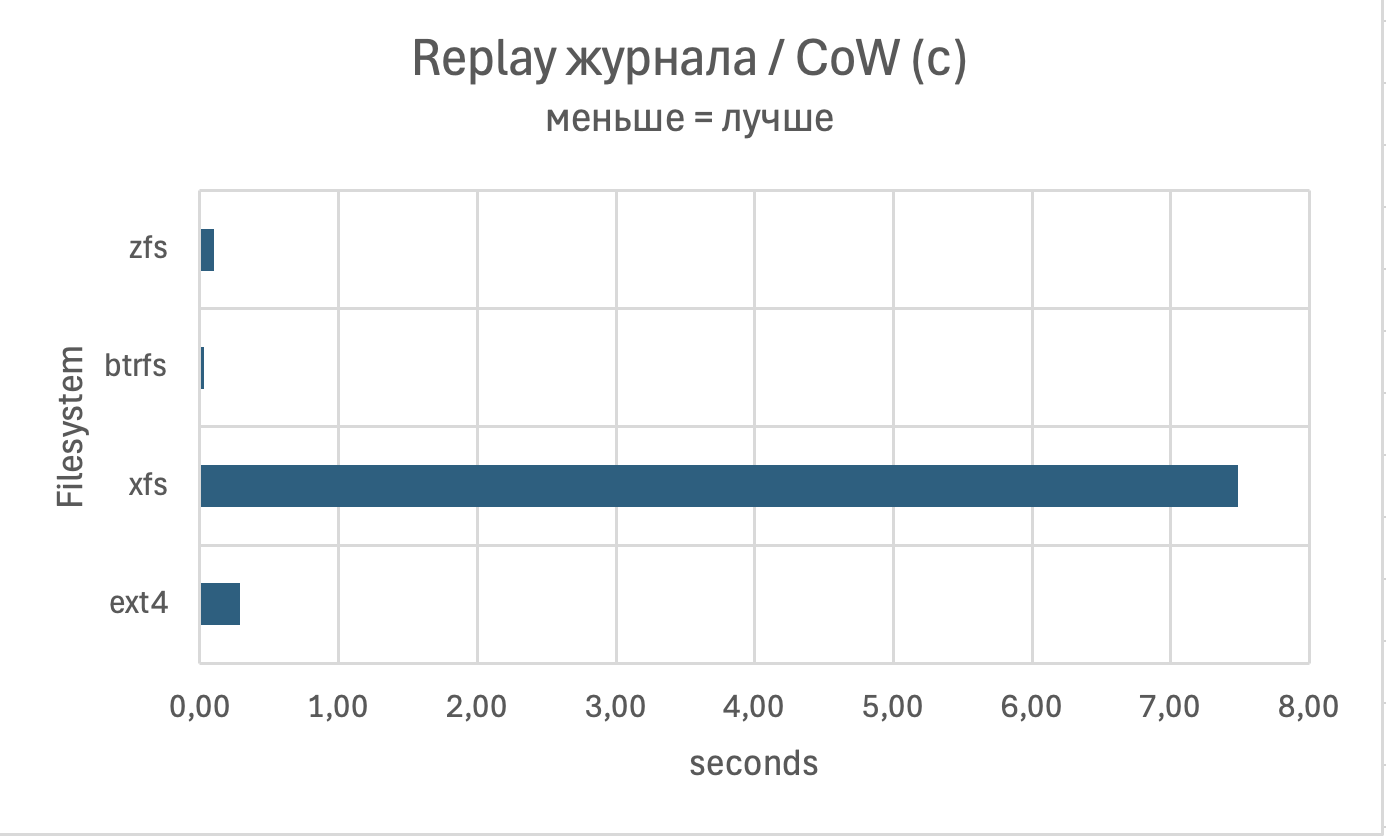 Replay журнала / CoW (с)
меньше = лучше
zfs
btrfs
xfs
ext4
Filesystem
0,00 1,00 2,00 3,00 4,00 5,00 6,00 7,00 8,00
seconds